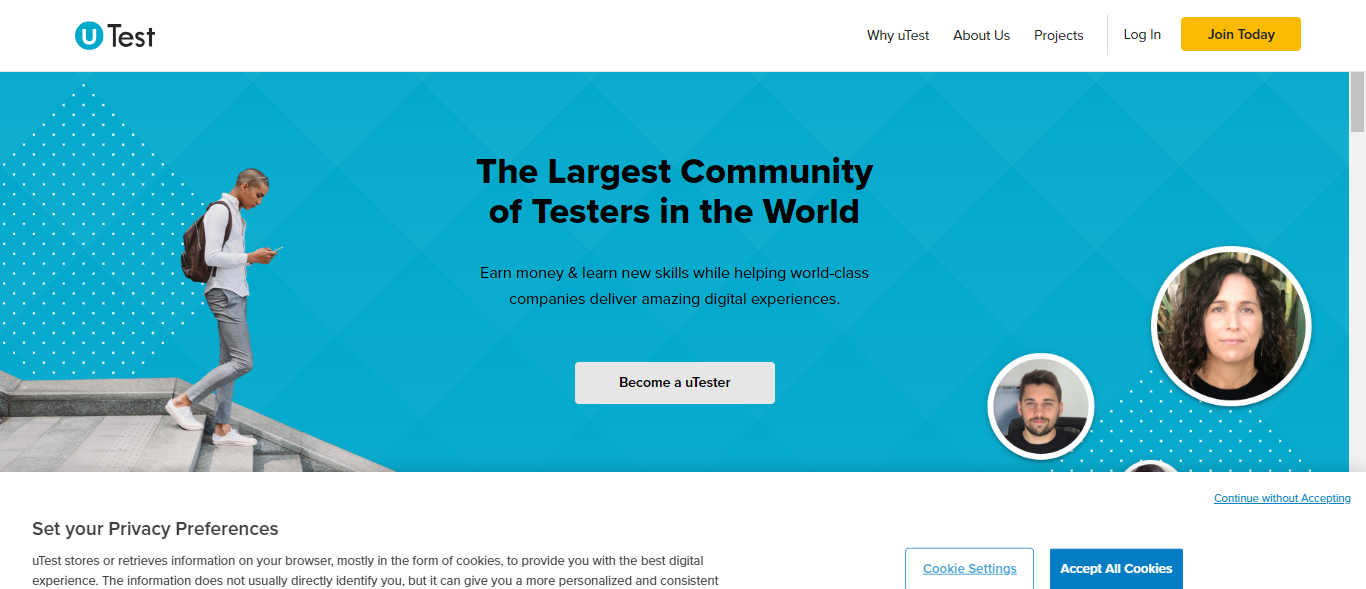 uTest
Why uTest About Us Projects Log In Join Today
The Largest Community
of Testers in the World
Earn money & learn new skills while helping world-class
companies deliver amazing digital experiences.
Become a uTester
Continue without Accepting
Set your Privacy Preferences
uTest stores or retrieves information on your browser, mostly in the form of cookies, to provide you with the best digital
experience. The information does not usually directly identify you, but it can give you a more personalized and consistent
Cookie Settings Accept All Cookies